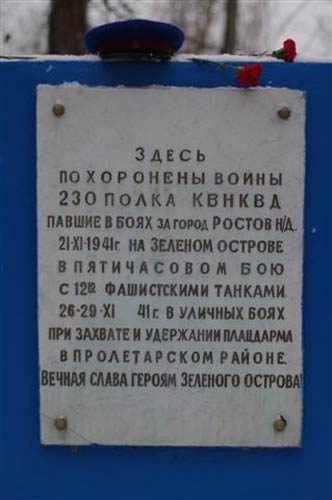 ЗДЕСЬ
ПОХОРОНЕНЫ ВОИНЫ
230 ПОЛКА КВНКВД
ПАВШИЕ В БОЯХ ЗА ГОРОД РОСТОВ Н/Д.
21-XI-1941г. НА ЗЕЛЕНОМ ОСТРОВЕ
В ПЯТИЧАСОВОМ БОЮ
С 12Ю ФАШИСТСКИМИ ТАНКАМИ.
26-29-XI 41г. В УЛИЧНЫХ БОЯХ
ПРИ ЗАХВАТЕ И УДЕРЖАНИИ ПЛАЦДАРМА
В ПРОЛЕТАРСКОМ РАЙОНЕ.
ВЕЧНАЯ СЛАВА ГЕРОЯМ ЗЕЛЕНОГО ОСТРОВА!